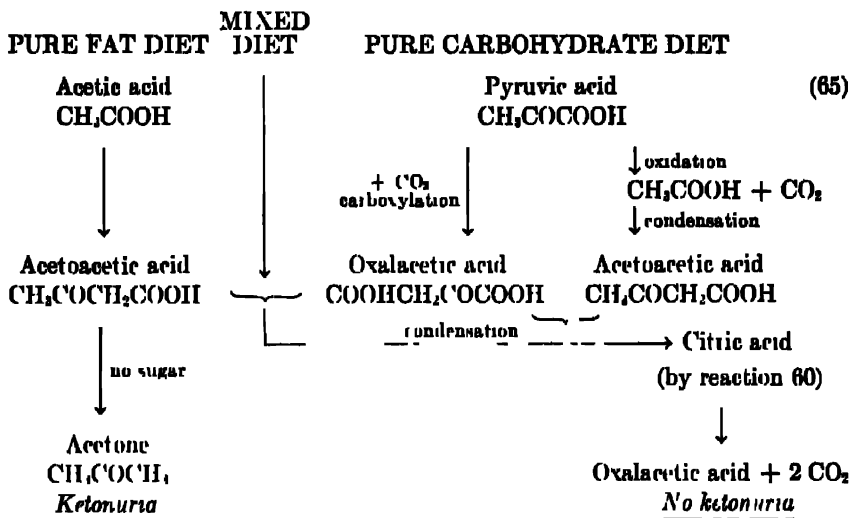 MIXED
PURE FAT DIET DIET PURE CARBOHYDRATE DIET
Acetic acid Pyruvic acid (65)
CH₃COOH CH₃COCOOH
oxidation
+ CO₂ CH₃COOH + CO₂
carboxylation condensation
Acetoacetic acid Oxalacetic acid Acetoacetic acid
CH₃COCH₂COOH COOHCH₂COCOOH CH₃COCH₂COOH
condensation
Citric acid
no sugar (by reaction 60)
Acetone
CH₃COCH₃ Oxalacetic acid + 2 CO₂
Ketonuria No ketonuria